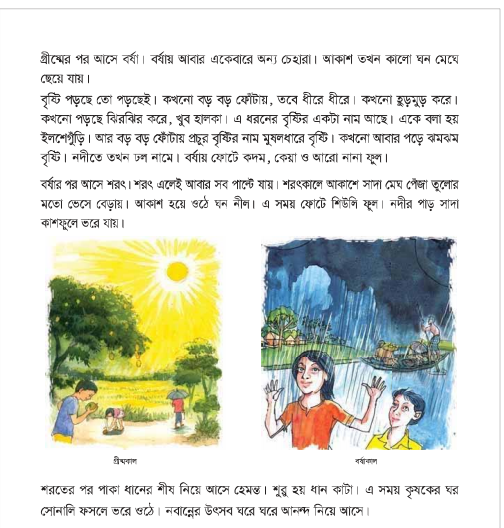 গ্রীষ্মের পর আসে বর্ষা। বর্ষায় আবার একেবারে অন্য চেহারা। আকাশ তখন কালো ঘন মেঘে
ছেয়ে যায়।
বৃষ্টি পড়ছে তো পড়ছেই। কখনো বড় বড় ফোঁটায়, তবে ধীরে ধীরে। কখনো হুড়মুড় করে।
কখনো পড়ছে ঝিরঝির করে, খুব হালকা। এ ধরনের বৃষ্টির একটা নাম আছে। একে বলা হয়
ইলশেগুঁড়ি। আর বড় বড় ফোঁটায় প্রচুর বৃষ্টির নাম মুষলধারে বৃষ্টি। কখনো আবার পড়ে ঝমঝম
বৃষ্টি। নদীতে তখন ঢল নামে। বর্ষায় ফোটে কদম, কেয়া ও আরো নানা ফুল।
বর্ষার পর আসে শরৎ। শরৎ এলেই আবার সব পাল্টে যায়। শরৎকালে আকাশে সাদা মেঘ পেঁজা তুলোর
মতো ভেসে বেড়ায়। আকাশ হয়ে ওঠে ঘন নীল। এ সময় ফোটে শিউলি ফুল। নদীর পাড় সাদা
কাশফুলে ভরে যায়।
গ্রীষ্মকাল
বর্ষাকাল
শরতের পর পাকা ধানের শীষ নিয়ে আসে হেমন্ত। শুরু হয় ধান কাটা। এ সময় কৃষকের ঘর
সোনালি ফসলে ভরে ওঠে। নবান্নের উৎসব ঘরে ঘরে আনন্দ নিয়ে আসে।